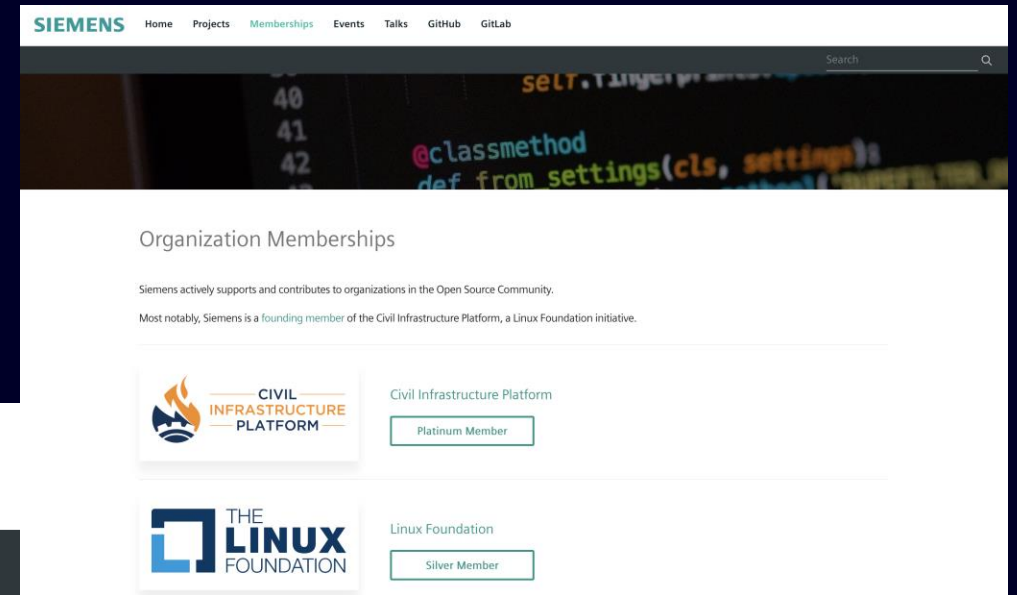 SIEMENS Home Projects Memberships Events Talks GitHub GitLab
Search
40
41
42
@classmethod
def from_settings(cls, settings):
Organization Memberships
Siemens actively supports and contributes to organizations in the Open Source Community.
Most notably, Siemens is a founding member of the Civil Infrastructure Platform, a Linux Foundation initiative.
CIVIL
INFRASTRUCTURE
PLATFORM
Civil Infrastructure Platform
Platinum Member
THE
LINUX
FOUNDATION
Linux Foundation
Silver Member